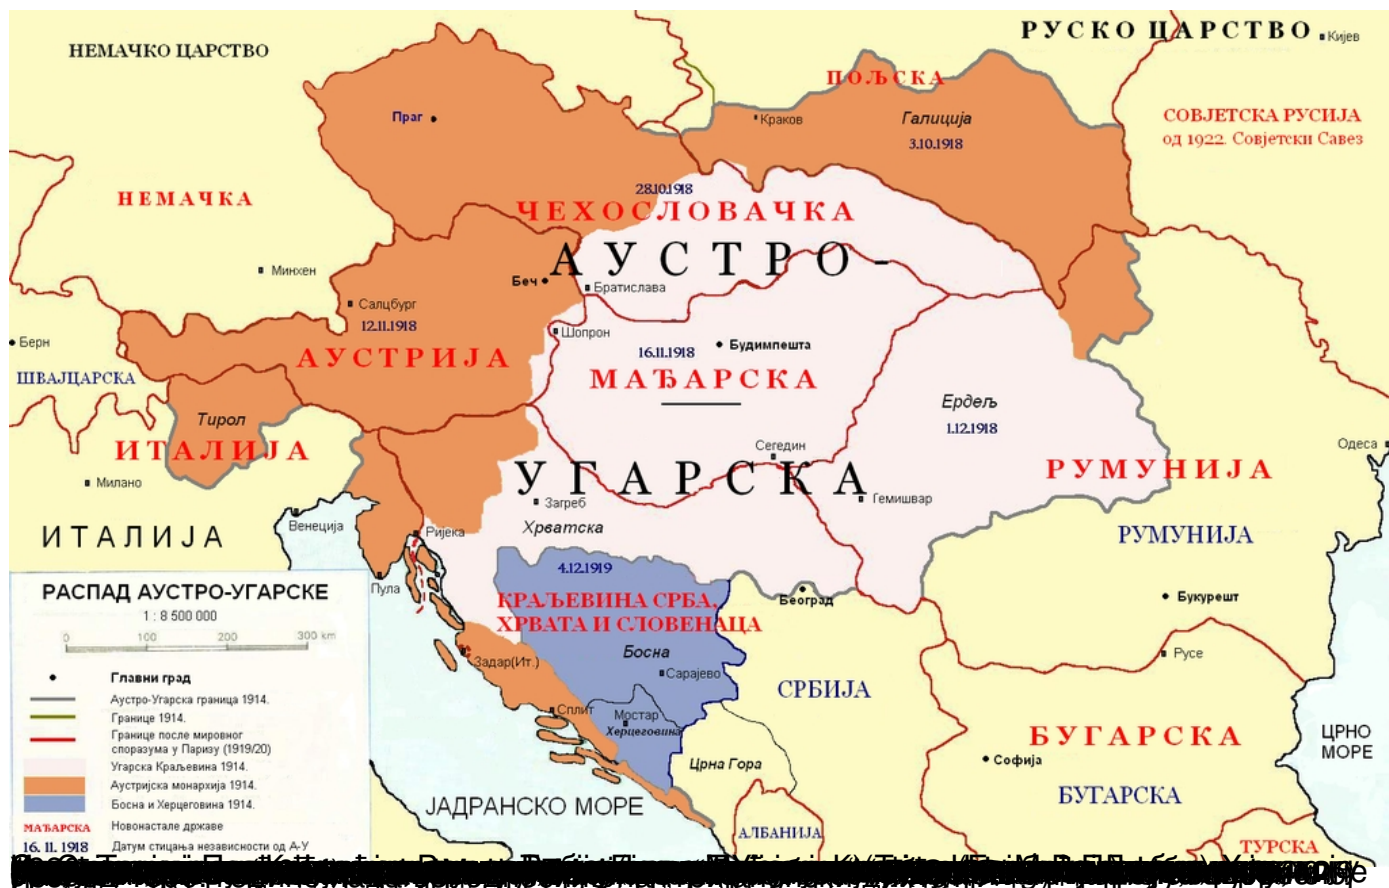 НЕМАЧКО ЦАРСТВО
РУСКО ЦАРСТВО
Кијев
ПОЉСКА
Праг
Краков
Галиција
3.10.1918
СОВЈЕТСКА РУСИЈА
од 1922. Совјетски Савез
НЕМАЧКА
28.10.1918
ЧЕХОСЛОВАЧКА
АУСТРО-
Минхен
Беч
Братислава
Салцбург
12.11.1918
Шопрон
Берн
16.11.1918
Будимпешта
АУСТРИЈА
ШВАЈЦАРСКА
МАЂАРСКА
Ердељ
1.12.1918
Тирол
ИТАЛИЈА
Сегедин
Одеса
РУМУНИЈА
Милано
УГАРСКА
Загреб
Гемишвар
Венеција
Хрватска
Ријека
ИТАЛИЈА
РУМУНИЈА
4.12.1919
Пула
КРАЉЕВИНА СРБА,
ХРВАТА И СЛОВЕНАЦА
Београд
Букурешт
Босна
Русе
Задар(Ит.)
Сарајево
СРБИЈА
Сплит
Мостар
Херцеговина
БУГАРСКА
ЦРНО
МОРЕ
Црна Гора
Софија
БУГАРСКА
ЈАДРАНСКО МОРЕ
АЛБАНИЈА
ТУРСКА
РАСПАД АУСТРО-УГАРСКЕ
1 : 8 500 000
0 100 200 300 km
Главни град
Аустро-Угарска граница 1914.
Границе 1914.
Границе после мировног
споразума у Паризу (1919/20)
Угарска Краљевина 1914.
Аустријска монархија 1914.
Босна и Херцеговина 1914.
МАЂАРСКА Новонастале државе
16. 11. 1918 Датум стицања независности од А-У